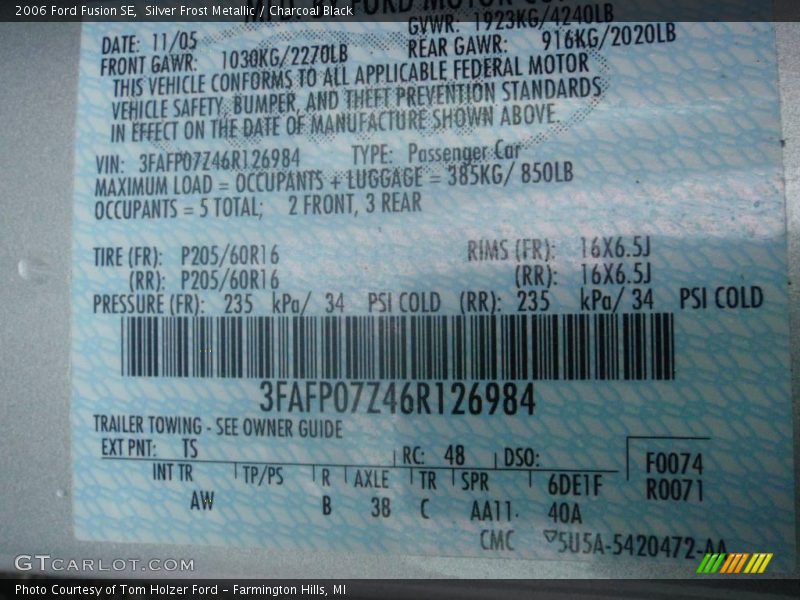 2006 Ford Fusion SE, Silver Frost Metallic // Charcoal Black
FORD MOTOR
DATE: 11/05 GVWR: 1923KG/4240LB
FRONT GAWR: 1030KG/2270LB REAR GAWR: 916KG/2020LB
THIS VEHICLE CONFORMS TO ALL APPLICABLE FEDERAL MOTOR
VEHICLE SAFETY, BUMPER, AND THEFT PREVENTION STANDARDS
IN EFFECT ON THE DATE OF MANUFACTURE SHOWN ABOVE.
VIN: 3FAFP07Z46R126984 TYPE: Passenger Car
MAXIMUM LOAD = OCCUPANTS + LUGGAGE = 385KG/ 850LB
OCCUPANTS = 5 TOTAL; 2 FRONT, 3 REAR
TIRE (FR): P205/60R16 RIMS (FR): 16X6.5J
(RR): P205/60R16 (RR): 16X6.5J
PRESSURE (FR): 235 kPa/ 34 PSI COLD (RR): 235 kPa/ 34 PSI COLD
3FAFP07Z46R126984
TRAILER TOWING - SEE OWNER GUIDE
EXT PNT: TS RC: 48 DSO: F0074
INT TR TP/PS R AXLE TR SPR 6DE1F R0071
AW B 38 C AA11 40A
CMC 5U5A-5420472-AA
GTCARLOT.COM
Photo Courtesy of Tom Holzer Ford – Farmington Hills, MI